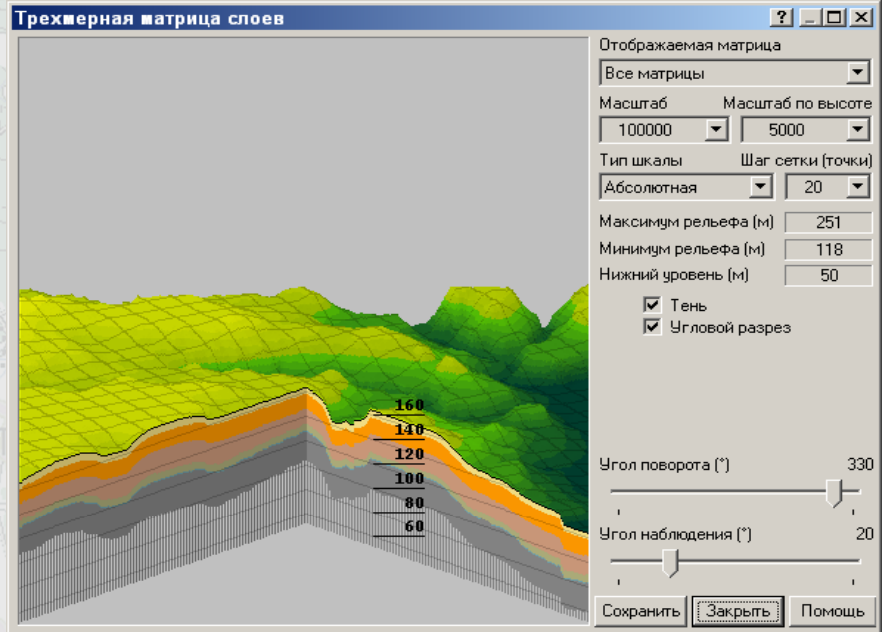 Трехмерная матрица слоев
Отображаемая матрица
Все матрицы
Масштаб Масштаб по высоте
100000 5000
Тип шкалы Шаг сетки (точки)
Абсолютная 20
Максимум рельефа (м) 251
Минимум рельефа (м) 118
Нижний уровень (м) 50
Тень
Угловой разрез
160
140
120
100
80
60
Угол поворота (°) 330
Угол наблюдения (°) 20
Сохранить Закрыть Помощь